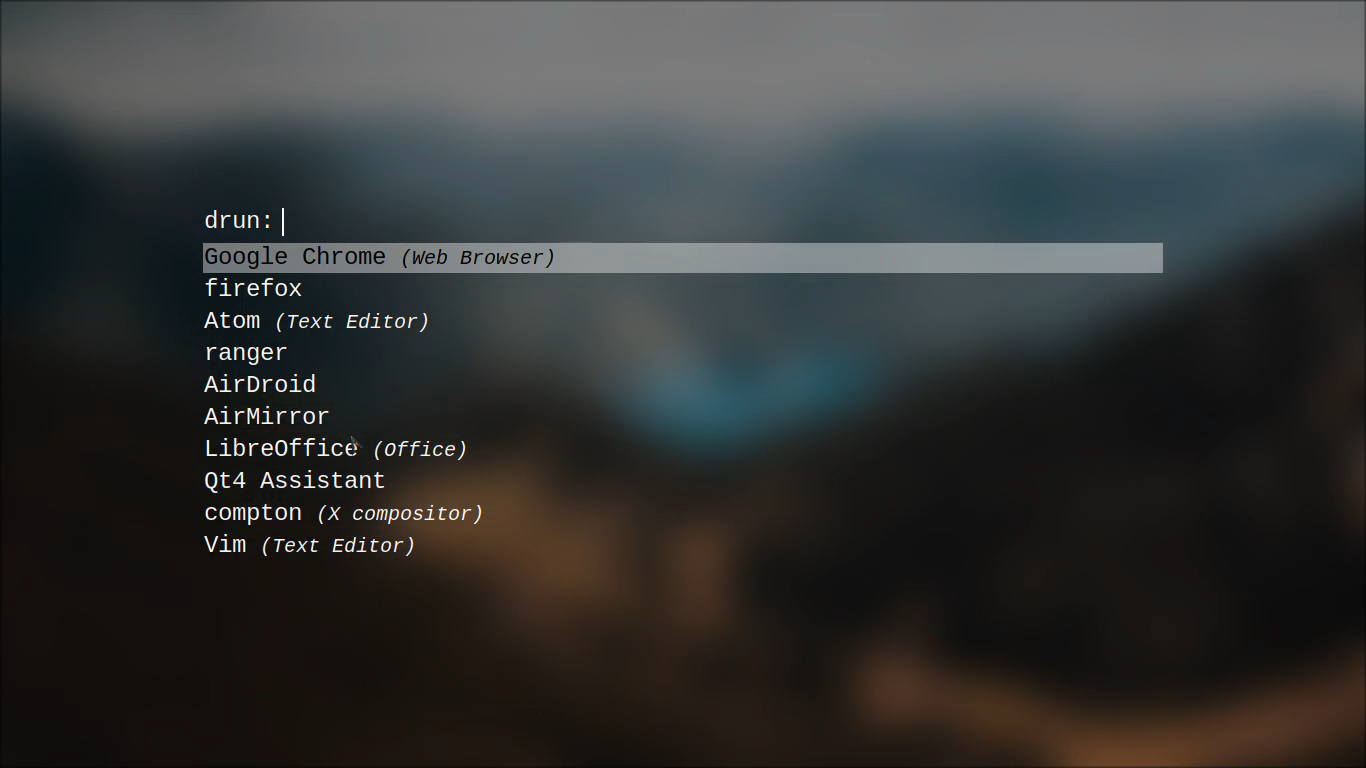 drun:
Google Chrome (Web Browser)
firefox
Atom (Text Editor)
ranger
AirDroid
AirMirror
LibreOffice (Office)
Qt4 Assistant
compton (X compositor)
Vim (Text Editor)